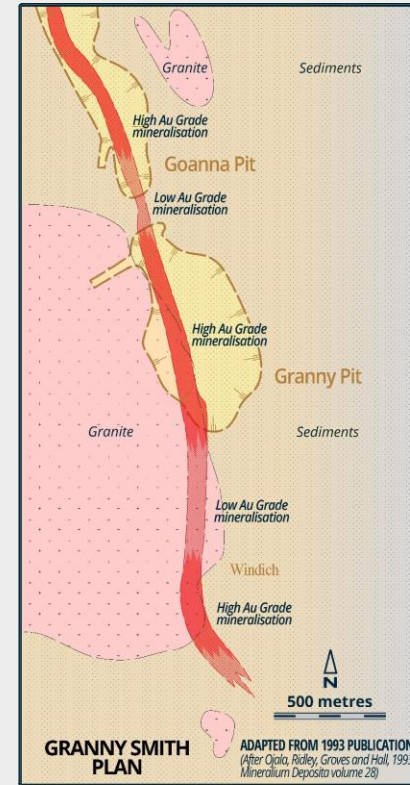 Granite
Sediments
High Au Grade
mineralisation
Goanna Pit
Low Au Grade
mineralisation
High Au Grade
mineralisation
Granny Pit
Granite
Sediments
Low Au Grade
mineralisation
Windich
High Au Grade
mineralisation
N
500 metres
GRANNY SMITH
PLAN
ADAPTED FROM 1993 PUBLICATION
(After Ojala, Ridley, Groves and Hall, 1993
Mineralium Deposita volume 28)